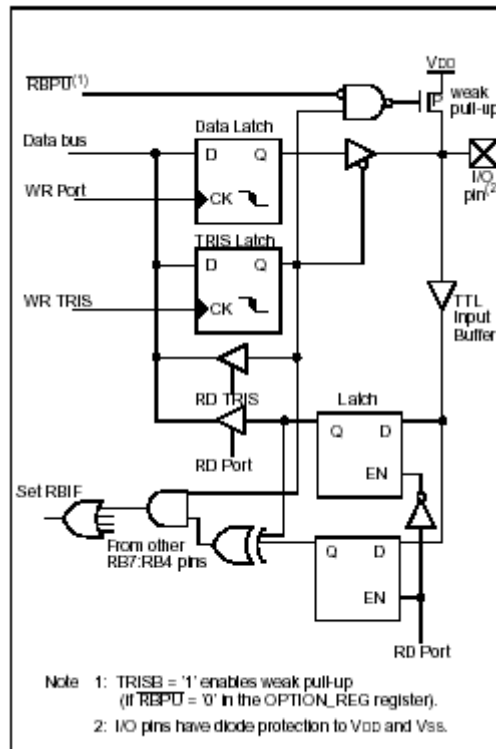 VDD
RBPU(1)
P weak
pull-up
Data Latch
Data bus
D Q
I/O
pin(2
WR Port
CK
TRIS Latch
D Q
TTL
Input
Buffer
WR TRIS
CK
RD TRIS
Latch
Q D
RD Port
EN
Set RBIF
From other
RB7:RB4 pins
Q D
EN
RD Port
Note 1: TRISB = '1' enables weak pull-up
(if RBPU = '0' in the OPTION_REG register).
2: I/O pins have diode protection to VDD and VSS.